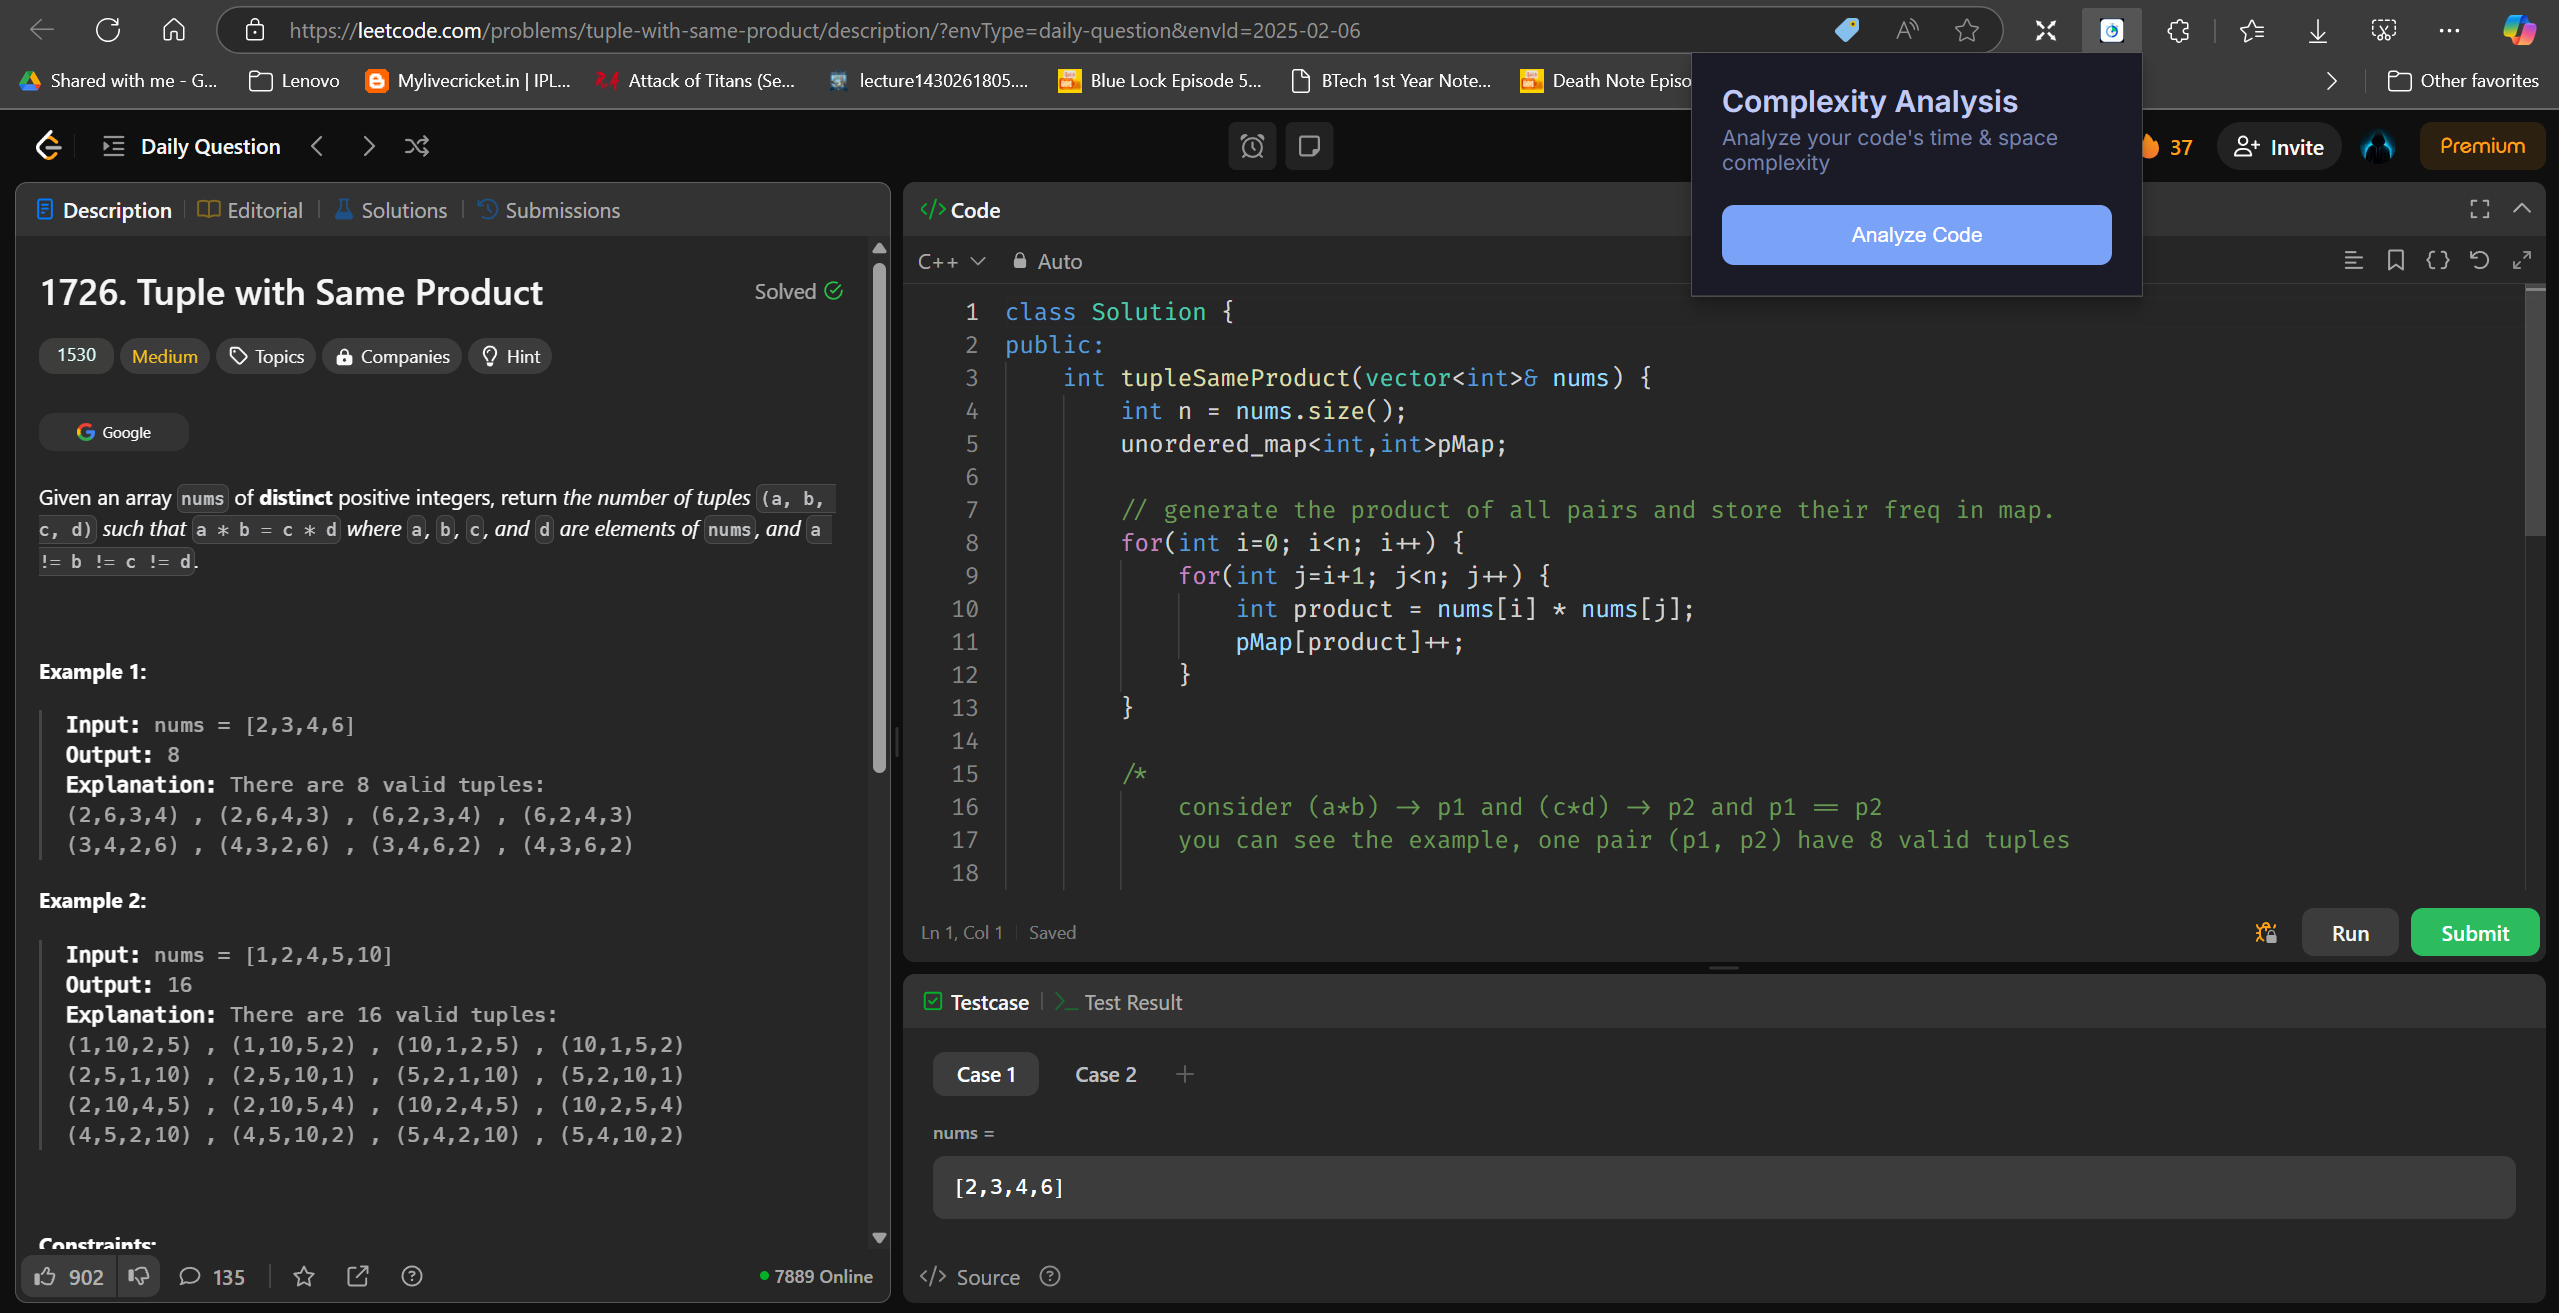 https://leetcode.com/problems/tuple-with-same-product/description/?envType=daily-question&envId=2025-02-06
Shared with me - G...
Lenovo
Mylivecricket.in | IPL...
Attack of Titans (Se...
lecture1430261805....
Blue Lock Episode 5...
BTech 1st Year Note...
Death Note Episo
Other favorites
Complexity Analysis
Analyze your code's time & space
complexity
Analyze Code
Daily Question
37
Invite
Premium
Description
Editorial
Solutions
Submissions
1726. Tuple with Same Product
Solved
1530
Medium
Topics
Companies
Hint
Google
Given an array nums of distinct positive integers, return the number of tuples (a, b,
c, d) such that a * b = c * d where a, b, c, and d are elements of nums, and a
!= b != c != d.
Example 1:
Input: nums = [2,3,4,6]
Output: 8
Explanation: There are 8 valid tuples:
(2,6,3,4) , (2,6,4,3) , (6,2,3,4) , (6,2,4,3)
(3,4,2,6) , (4,3,2,6) , (3,4,6,2) , (4,3,6,2)
Example 2:
Input: nums = [1,2,4,5,10]
Output: 16
Explanation: There are 16 valid tuples:
(1,10,2,5) , (1,10,5,2) , (10,1,2,5) , (10,1,5,2)
(2,5,1,10) , (2,5,10,1) , (5,2,1,10) , (5,2,10,1)
(2,10,4,5) , (2,10,5,4) , (10,2,4,5) , (10,2,5,4)
(4,5,2,10) , (4,5,10,2) , (5,4,2,10) , (5,4,10,2)
Constraints:
902
135
7889 Online
</> Code
C++
Auto
1 class Solution {
2 public:
3 int tupleSameProduct(vector<int>& nums) {
4 int n = nums.size();
5 unordered_map<int,int>pMap;
6
7 // generate the product of all pairs and store their freq in map.
8 for(int i=0; i<n; i++) {
9 for(int j=i+1; j<n; j++) {
10 int product = nums[i] * nums[j];
11 pMap[product]++;
12 }
13 }
14
15 /*
16 consider (a*b) -> p1 and (c*d) -> p2 and p1 == p2
17 you can see the example, one pair (p1, p2) have 8 valid tuples
18
Ln 1, Col 1
Saved
Run
Submit
Testcase
Test Result
Case 1
Case 2
nums =
[2,3,4,6]
</> Source